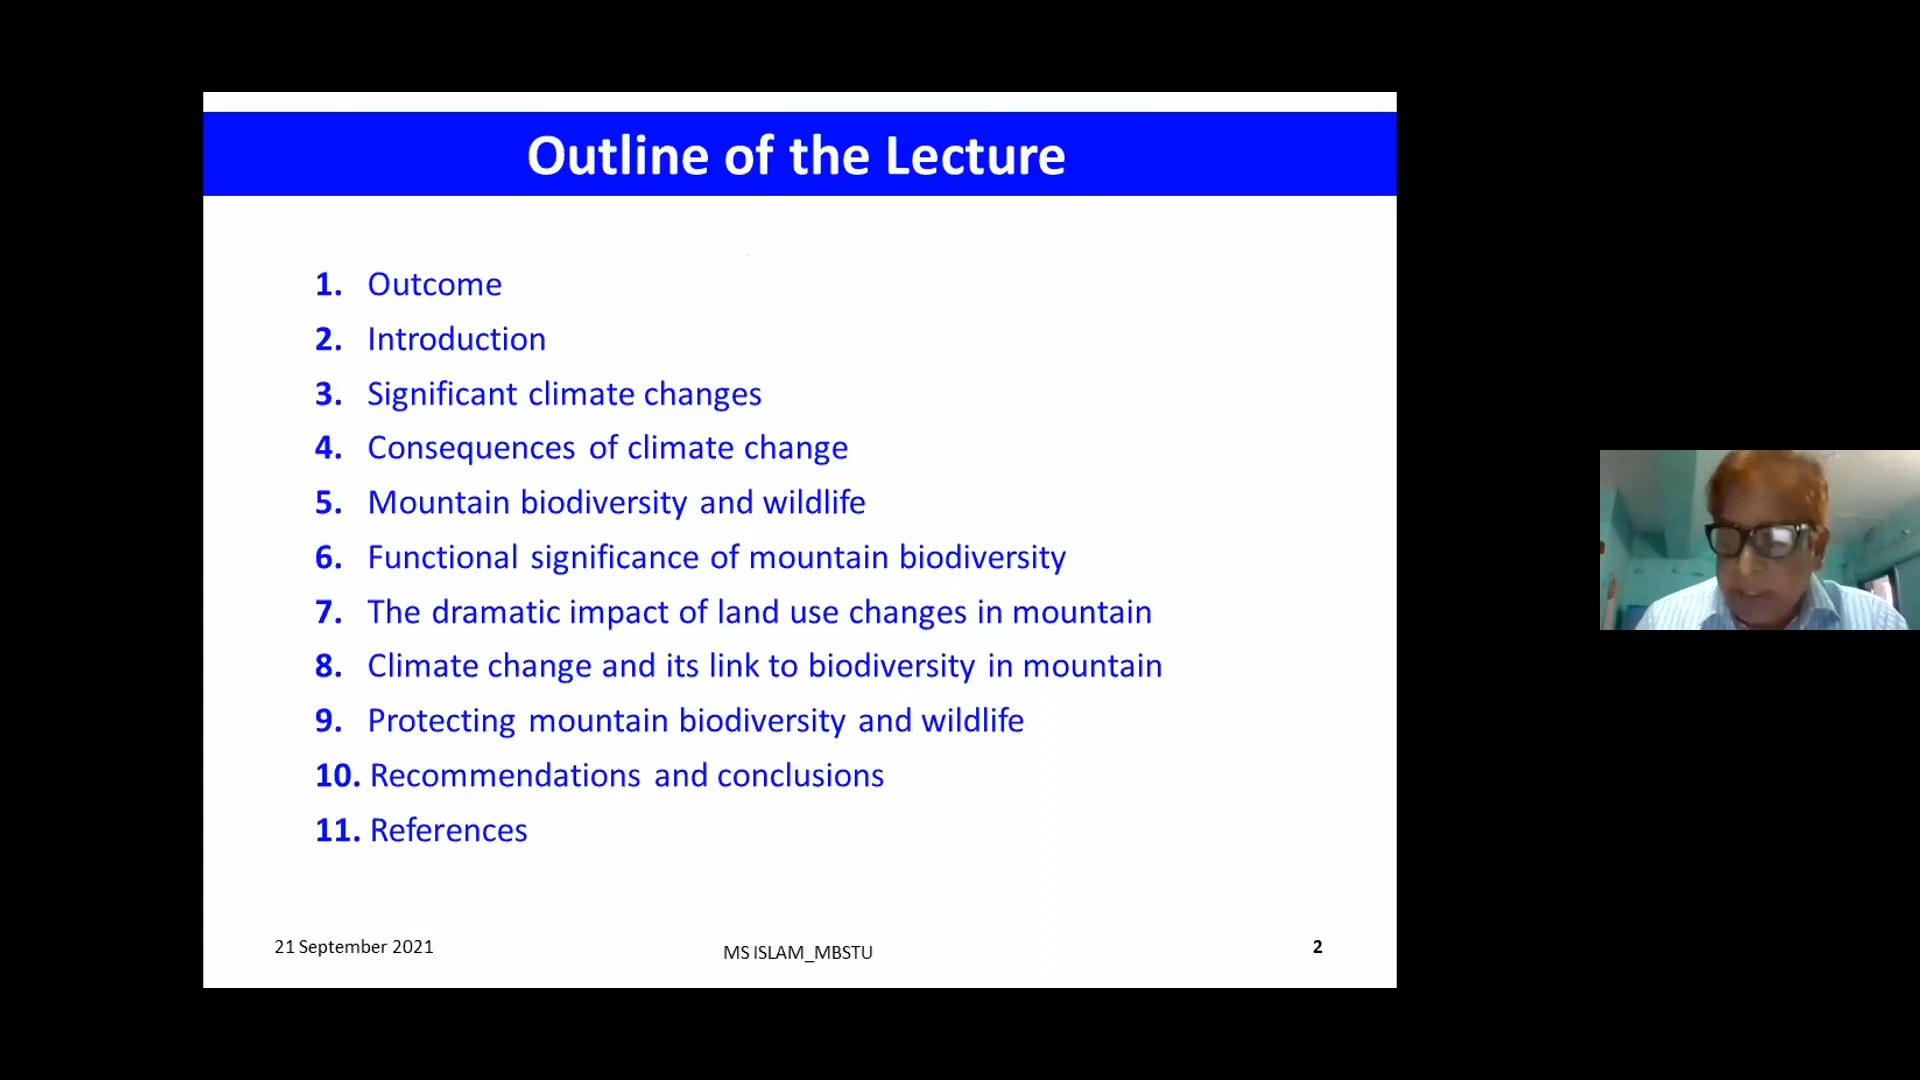 Outline of the Lecture
1. Outcome
2. Introduction
3. Significant climate changes
4. Consequences of climate change
5. Mountain biodiversity and wildlife
6. Functional significance of mountain biodiversity
7. The dramatic impact of land use changes in mountain
8. Climate change and its link to biodiversity in mountain
9. Protecting mountain biodiversity and wildlife
10. Recommendations and conclusions
11. References
21 September 2021
MS ISLAM_MBSTU
2